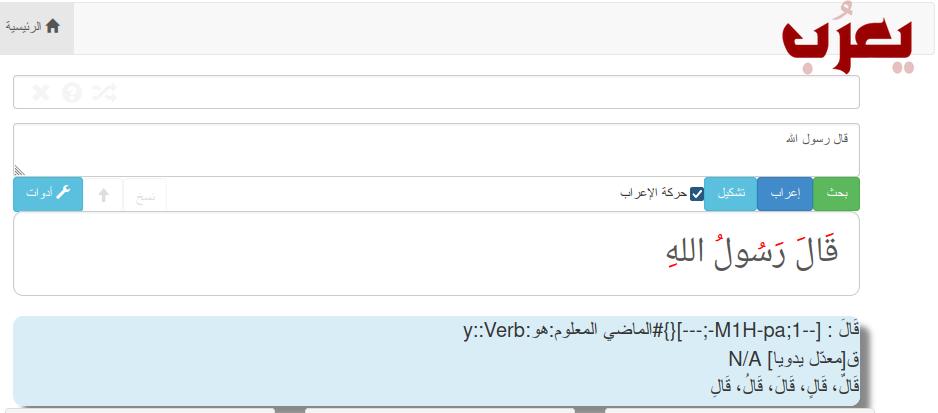 يعرُب
الرئيسية
قال رسول الله
بحث
إعراب
تشكيل
حركة الإعراب
نسخ
أدوات
قَالَ رَسُولُ اللهِ
قَالَ : [--1;M1H-pa-;---]{}#الماضي المعلوم:هو:y::Verb
ق[معدّل يدويا] N/A
قَالٌ، قَالٍ، قَالَ، قَالُ، قَالِ